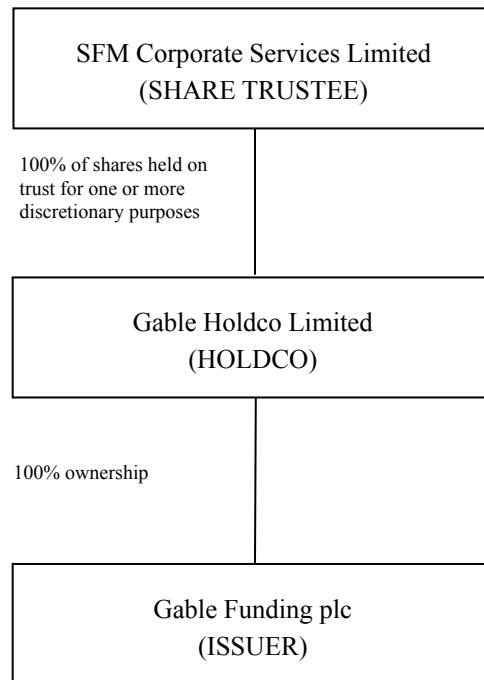 SFM Corporate Services Limited
(SHARE TRUSTEE)
100% of shares held on
trust for one or more
discretionary purposes
Gable Holdco Limited
(HOLDCO)
100% ownership
Gable Funding plc
(ISSUER)